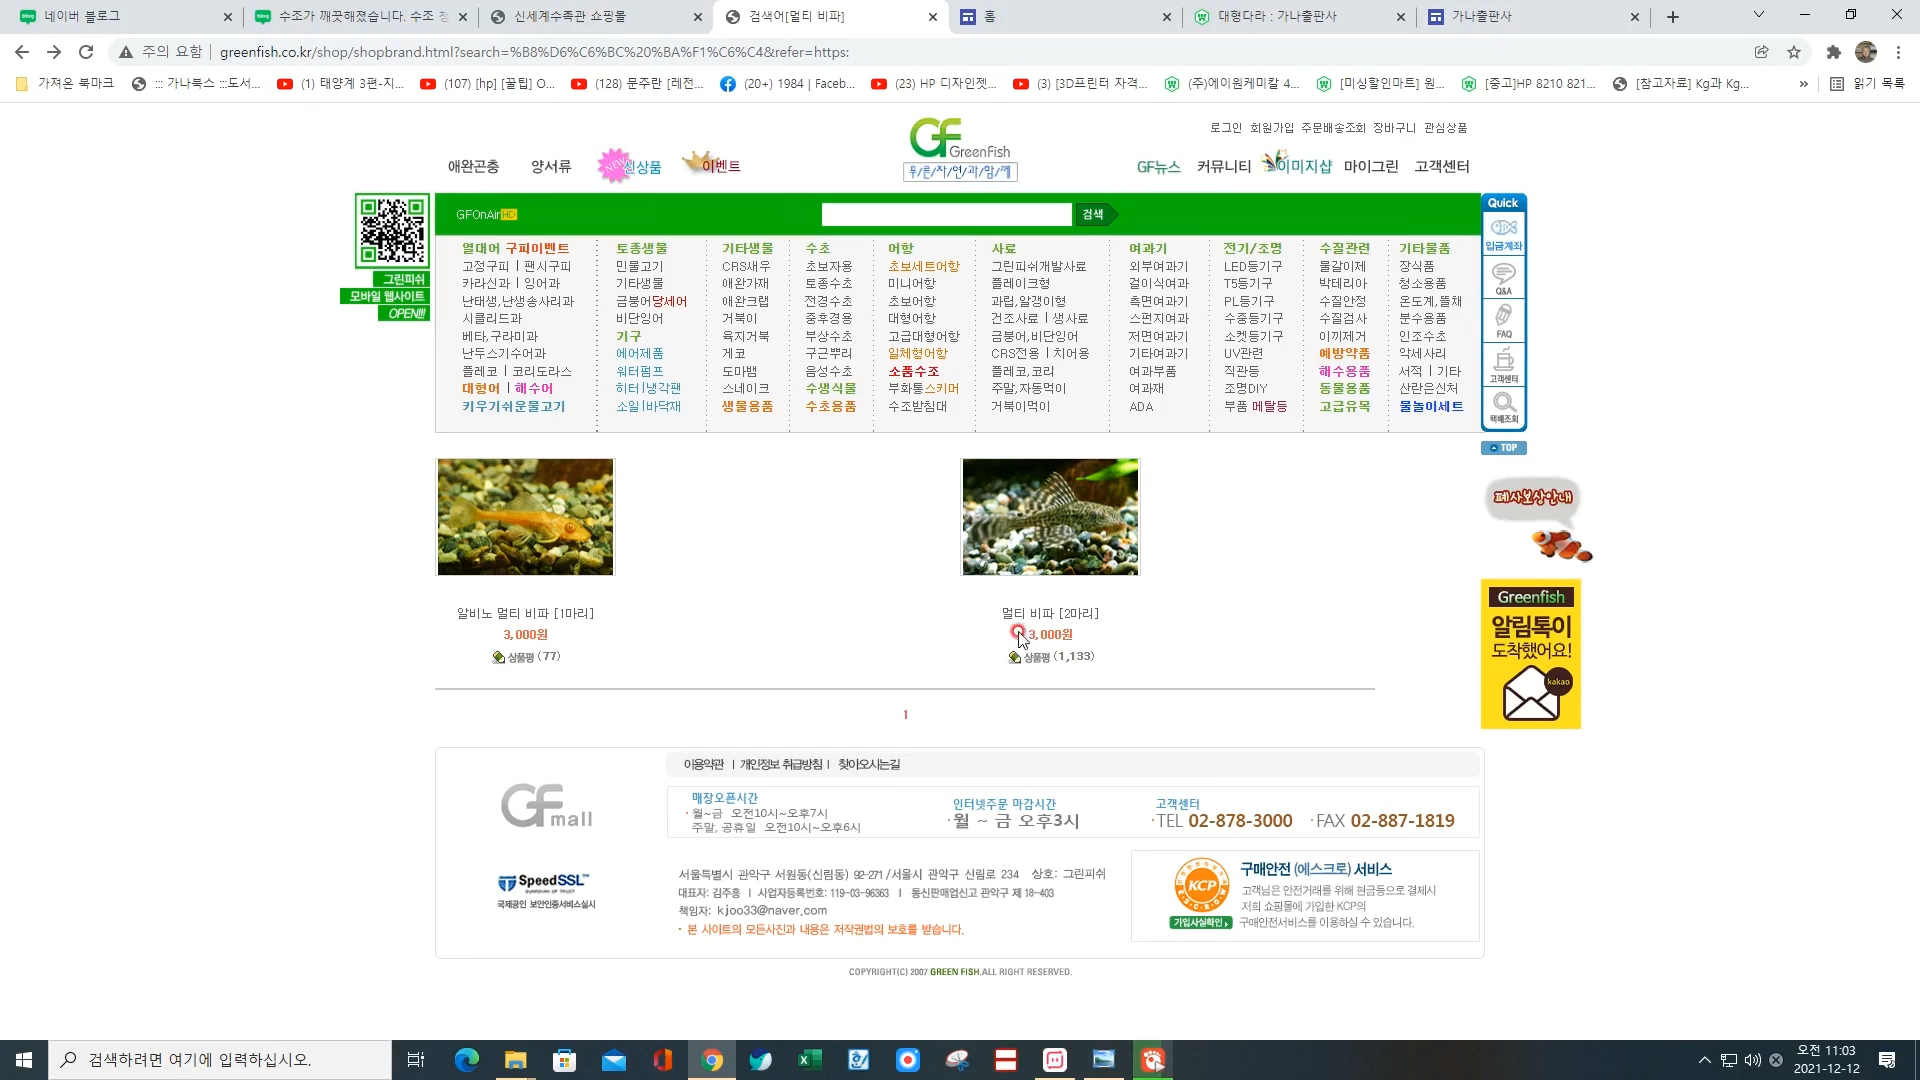 네이버 블로그
수조가 깨끗해졌습니다. 수조 청
신세계수족관 쇼핑몰
검색어[멀티 비파]
홈
대형다라 : 가나출판사
가나출판사
주의 요함
greenfish.co.kr/shop/shopbrand.html?search=%B8%D6%C6%BC%20%BA%F1%C6%C4&refer=https:
가져온 북마크
::: 가나북스 :::도서...
(1) 태양계 3편-지...
(107) [hp] [꿀팁] O...
(128) 문주란 [레전...
(20+) 1984 | Faceb...
(23) HP 디자인젯...
(3) [3D프린터 자격...
(주)에이원케미칼 4...
[미싱할인마트] 원...
[중고]HP 8210 821...
[참고자료] Kg과 Kg...
»
읽기 목록
로그인 회원가입 주문배송조회 장바구니 관심상품
애완곤충 양서류 NEW 신상품 이벤트
GF GreenFish
푸/른/자/연/과/함/께
GF뉴스 커뮤니티 이미지샵 마이그린 고객센터
그린피쉬
모바일 웹사이트
OPEN!!!
GFOnAir HD
검색
열대어 구피이벤트
고정구피 | 팬시구피
카라신과 | 잉어과
난태생,난생송사리과
시클리드과
베타,구라미과
난두스기수어과
플레코 | 코리도라스
대형어 | 해수어
키우기쉬운물고기
토종생물
민물고기
기타생물
금붕어당세어
비단잉어
기구
에어제품
워터펌프
히터|냉각팬
소일|바닥재
기타생물
CRS새우
애완가재
애완크랩
거북이
육지거북
게코
도마뱀
스네이크
생물용품
수초
초보자용
토종수초
전경수초
중후경용
부상수초
구근뿌리
음성수초
수생식물
수초용품
어항
초보세트어항
미니어항
초보어항
대형어항
고급대형어항
일체형어항
소품수조
부화통스키머
수조받침대
사료
그린피쉬개발사료
플레이크형
과립,알갱이형
건조사료 | 생사료
금붕어,비단잉어
CRS전용 | 치어용
플레코,코리
주말,자동먹이
거북이먹이
여과기
외부여과기
걸이식여과
측면여과기
스펀지여과
저면여과기
기타여과기
여과부품
여과재
ADA
전기/조명
LED등기구
T5등기구
PL등기구
수중등기구
소켓등기구
UV관련
직관등
조명DIY
부품 메탈등
수질관련
물갈이제
박테리아
수질안정
수질검사
이끼제거
예방약품
해수용품
동물용품
고급유목
기타물품
장식품
청소용품
온도계,뜰채
분수용품
인조수초
악세사리
서적 | 기타
산란은신처
물놀이세트
Quick
입금계좌
Q&A
FAQ
고객센터
택배조회
TOP
폐사보상안내
Greenfish
알림톡이
도착했어요!
kakao
알비노 멀티 비파 [1마리]
3,000원
상품평 (77)
멀티 비파 [2마리]
3,000원
상품평 (1,133)
1
이용약관 | 개인정보 취급방침 | 찾아오시는길
GF mall
매장오픈시간
·월~금 오전10시~오후7시
주말, 공휴일 오전10시~오후6시
인터넷주문 마감시간
·월 ~ 금 오후3시
고객센터
·TEL 02-878-3000 ·FAX 02-887-1819
SpeedSSL
국제공인 보안인증서비스실시
서울특별시 관악구 서원동(신림동) 92-271/서울시 관악구 신림로 234 상호: 그린피쉬
대표자: 김주흥 | 사업자등록번호: 119-03-96363 | 통신판매업신고 관악구 제 18-403
책임자: kjoo33@naver.com
· 본 사이트의 모든사진과 내용은 저작권법의 보호를 받습니다.
KCP
ESCROW
가입사실확인
구매안전 (에스크로) 서비스
고객님은 안전거래를 위해 현금등으로 결제시
저희 쇼핑몰에 가입한 KCP의
구매안전서비스를 이용하실 수 있습니다.
COPYRIGHT(C) 2007 GREEN FISH.ALL RIGHT RESERVED.
검색하려면 여기에 입력하십시오.
오전 11:03
2021-12-12